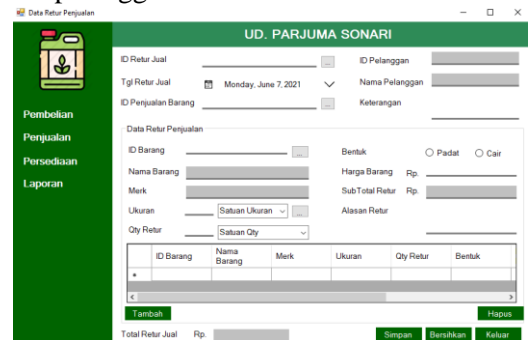 Data Retur Penjualan
UD. PARJUMA SONARI
Pembelian
Penjualan
Persediaan
Laporan
ID Retur Jual ... ID Pelanggan
Tgl Retur Jual Monday, June 7, 2021 Nama Pelanggan
ID Penjualan Barang ... Keterangan
Data Retur Penjualan
ID Barang ... Bentuk Padat Cair
Nama Barang Harga Barang Rp.
Merk SubTotal Retur Rp.
Ukuran Satuan Ukuran ... Alasan Retur
Qty Retur Satuan Qty
ID Barang Nama Barang Merk Ukuran Qty Retur Bentuk
Tambah Hapus
Total Retur Jual Rp. Simpan Bersihkan Keluar